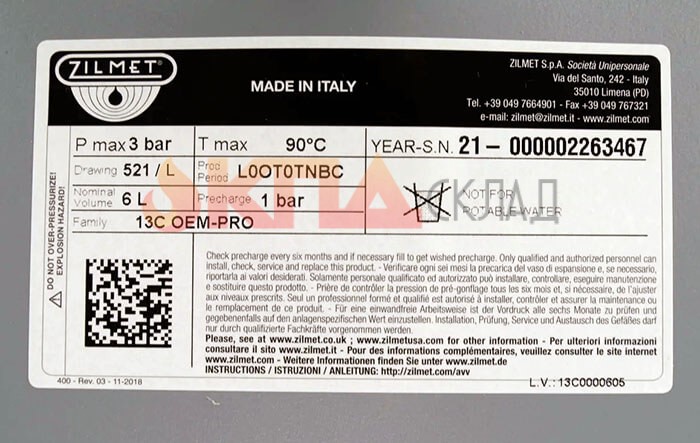 ZILMET®
MADE IN ITALY
ZILMET S.p.A. Società Unipersonale
Via del Santo, 242 - Italy
35010 Limena (PD)
Tel. +39 049 7664901 - Fax +39 049 767321
e-mail: zilmet@zilmet.it - www.zilmet.com
P max 3 bar
T max 90°C
YEAR-S.N. 21- 000002263467
Drawing 521 / L
Prod Period L0OT0TNBC
Nominal Volume 6 L
Precharge 1 bar
NOT FOR
POTABLE WATER
Family 13C OEM-PRO
СКЛАД
DO NOT OVER-PRESSURIZE!
EXPLOSION HAZARD!
Check precharge every six months and if necessary fill to get wished precharge. Only qualified and authorized personnel can
install, check, service and replace this product. - Verificare ogni sei mesi la precarica del vaso di espansione e, se necessario,
riportarla ai valori desiderati. Solamente personale qualificato ed autorizzato può installare, controllare, eseguire manutenzione
e sostituire questo prodotto. - Prière de contrôler la pression de pré-gonflage tous les six mois et, si nécessaire, de l'ajuster
aux niveaux prescrits. Seul un professionnel formé et qualifié est autorisé à installer, contrôler et assurer la maintenance ou
le remplacement de ce produit. - Für eine einwandfreie Arbeitsweise ist der Vordruck alle sechs Monate zu prüfen und
gegebenenfalls auf den anlagenspezifischen Wert einzustellen. Installation, Prüfung, Service und Austausch des Gefäßes darf
nur durch qualifizierte Fachkräfte vorgenommen werden.
Please, see at www.zilmet.co.uk ; www.zilmetusa.com for other information - Per ulteriori informazioni
consultare il sito www.zilmet.it - Pour des informations complémentaires, veuillez consulter le site internet
www.zilmet.com - Weitere Informationen finden Sie unter www.zilmet.de
INSTRUCTIONS / ISTRUZIONI / ANLEITUNG: http://zilmet.com/avv
400 - Rev. 03 - 11-2018
L.V.: 13C0000605